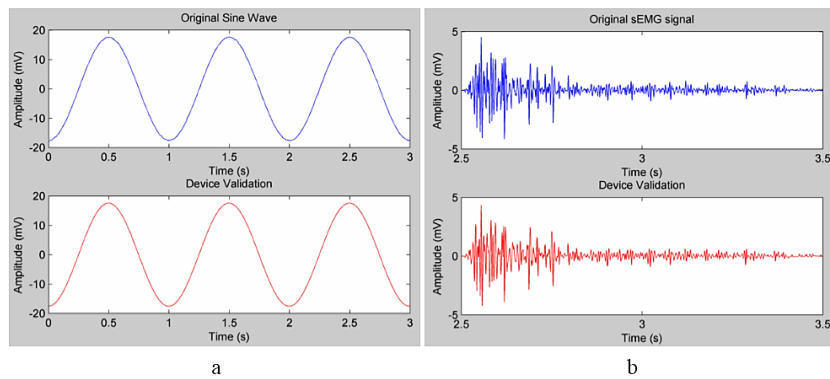 Original Sine Wave
Amplitude (mV)
20
10
0
-10
-20
0 0.5 1 1.5 2 2.5 3
Time (s)
Device Validation
Amplitude (mV)
20
10
0
-10
-20
0 0.5 1 1.5 2 2.5 3
Time (s)
a
Original sEMG signal
Amplitude (mV)
5
0
-5
2.5 3 3.5
Time (s)
Device Validation
Amplitude (mV)
5
0
-5
2.5 3 3.5
Time (s)
b